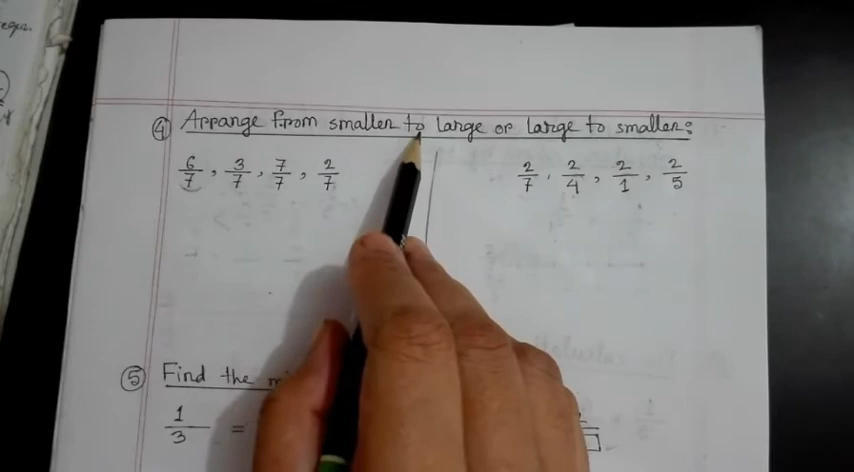 ④ Arrange from smaller to large or large to smaller:
6/7, 3/7, 7/7, 2/7
2/7, 2/4, 2/1, 2/5
⑤ Find the
1/3 =